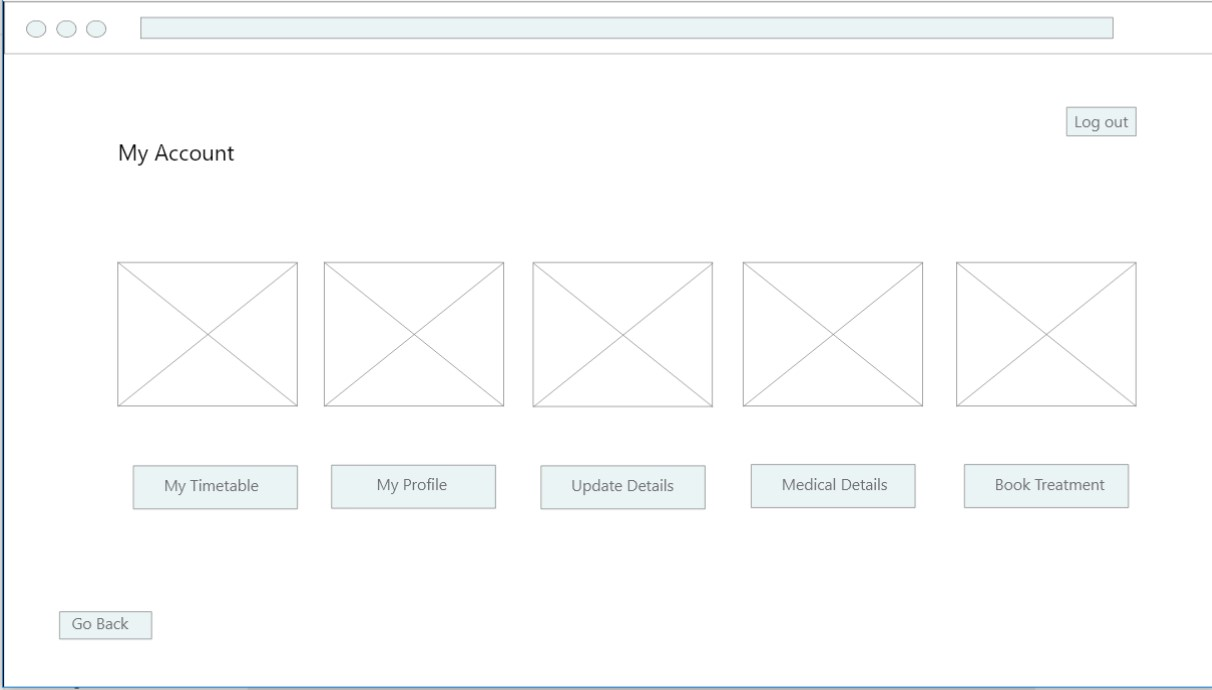 Log out
My Account
My Timetable
My Profile
Update Details
Medical Details
Book Treatment
Go Back